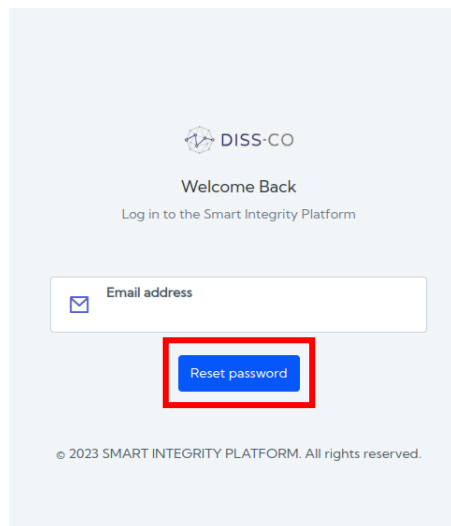 DISS-CO
Welcome Back
Log in to the Smart Integrity Platform
Email address
Reset password
© 2023 SMART INTEGRITY PLATFORM. All rights reserved.